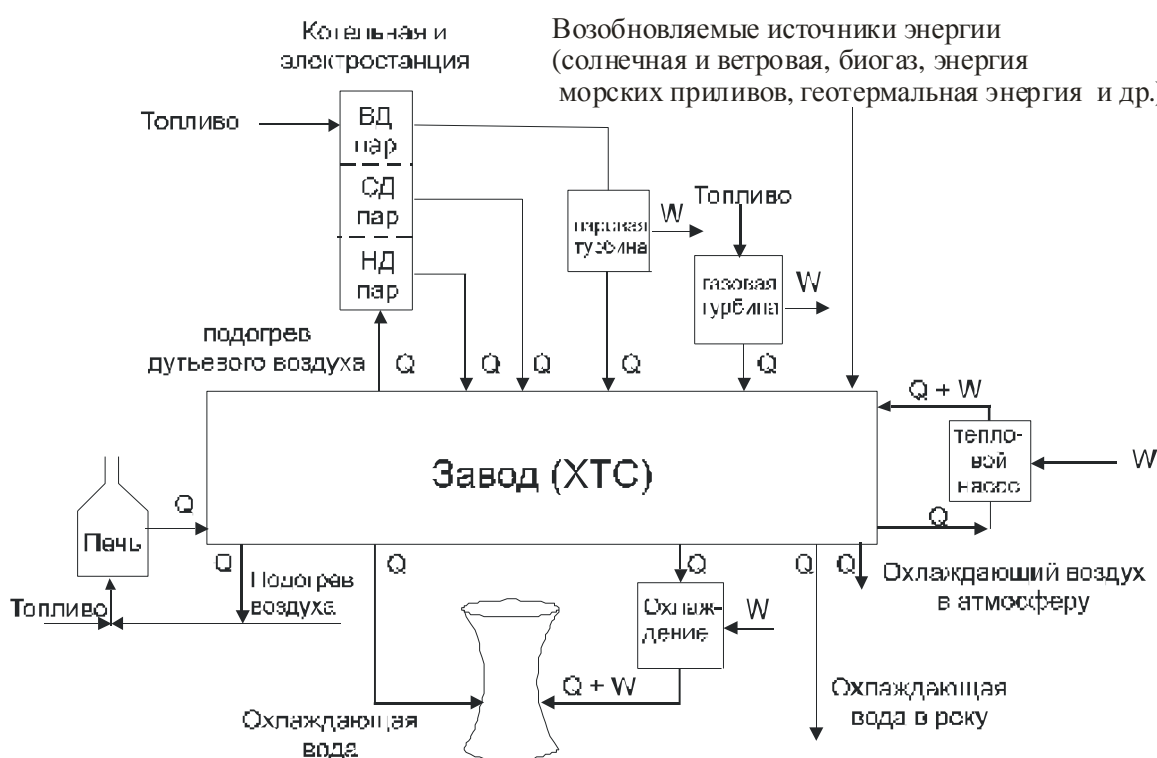 Котельная и
электростанция
Возобновляемые источники энергии
(солнечная и ветровая, биогаз, энергия
морских приливов, геотермальная энергия и др.)
Топливо
ВД
пар
СД
пар
НД
пар
паровая
турбина
W
Топливо
газовая
турбина
W
подогрев
дутьевого воздуха
Q
Q
Q
Q
Q
Q + W
тепло-
вой
насос
W
Завод (ХТС)
Q
Печь
Q
Топливо
Q
Подогрев
воздуха
Q
Охлаждающая
вода
Q
Охлаж-
дение
W
Q + W
Q
Q
Охлаждающий воздух
в атмосферу
Охлаждающая
вода в реку